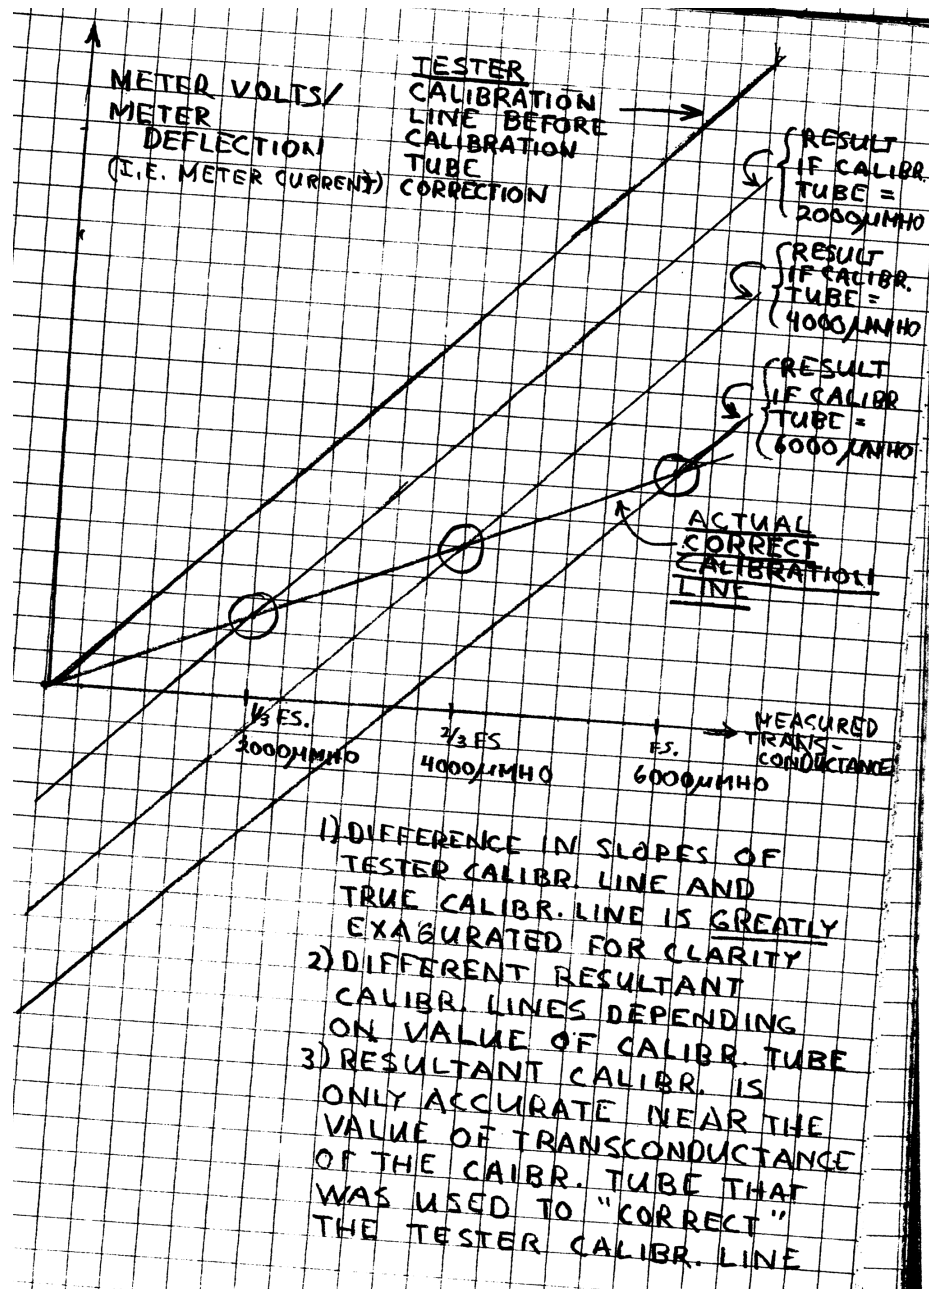 METER VOLTS/
METER
DEFLECTION
(I.E. METER CURRENT)
TESTER
CALIBRATION
LINE BEFORE
CALIBRATION
TUBE
CORRECTION
RESULT
IF CALIBR.
TUBE =
2000µMHO
RESULT
IF CALIBR.
TUBE =
4000µMHO
RESULT
IF CALIBR
TUBE =
6000µMHO
ACTUAL
CORRECT
CALIBRATION
LINE
1/3 FS.
2000µMHO
2/3 FS
4000µMHO
FS.
6000µMHO
MEASURED
TRANS-
CONDUCTANCE
1) DIFFERENCE IN SLOPES OF
TESTER CALIBR. LINE AND
TRUE CALIBR. LINE IS GREATLY
EXAGURATED FOR CLARITY
2) DIFFERENT RESULTANT
CALIBR. LINES DEPENDING
ON VALUE OF CALIBR. TUBE
3) RESULTANT CALIBR. IS
ONLY ACCURATE NEAR THE
VALUE OF TRANSCONDUCTANCE
OF THE CAIBR. TUBE THAT
WAS USED TO "CORRECT"
THE TESTER CALIBR. LINE